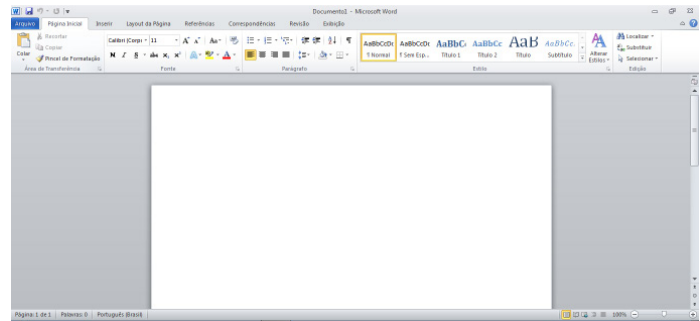 Documento1 - Microsoft Word
Arquivo Página Inicial Inserir Layout da Página Referências Correspondências Revisão Exibição
Colar
Recortar
Copiar
Pincel de Formatação
Área de Transferência
Calibri (Corpo 11
N I S abe x, x² Aa A
Fonte
Parágrafo
AaBbCcDc AaBbCcDc AaBbC AaBbCc AaB AaBbCc.
¶ Normal ¶ Sem Esp... Título 1 Título 2 Título Subtítulo
Estilo
Alterar
Estilos
Localizar
Substituir
Selecionar
Edição
Página: 1 de 1 Palavras: 0 Português (Brasil) 100%